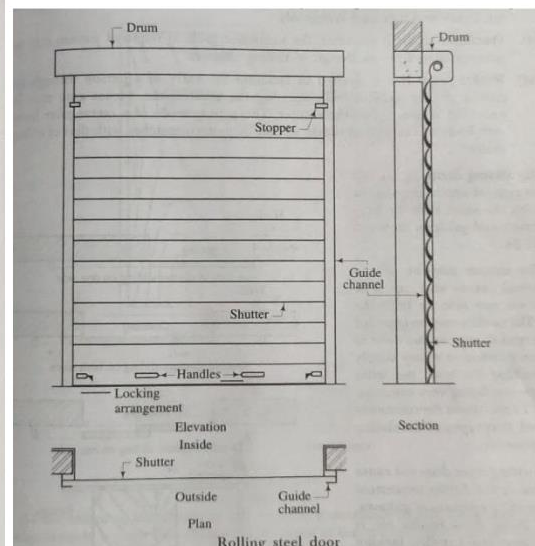 Drum
Drum
Stopper
Guide
channel
Shutter
Shutter
Handles
Locking
arrangement
Elevation
Section
Inside
Shutter
Outside
Guide
channel
Plan
Rolling steel door